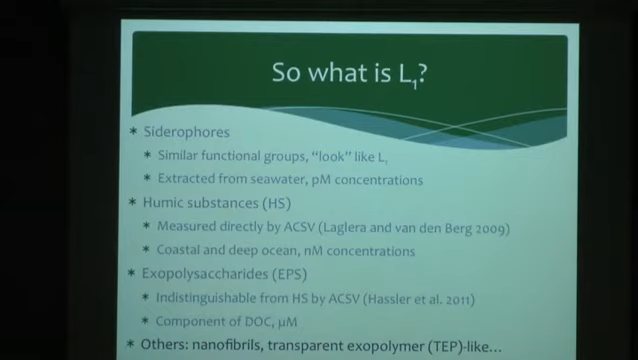 So what is L₁?
* Siderophores
* Similar functional groups, "look" like L₁
* Extracted from seawater, pM concentrations
* Humic substances (HS)
* Measured directly by ACSV (Laglera and van den Berg 2009)
* Coastal and deep ocean, nM concentrations
* Exopolysaccharides (EPS)
* Indistinguishable from HS by ACSV (Hassler et al. 2011)
* Component of DOC, µM
* Others: nanofibrils, transparent exopolymer (TEP)-like...